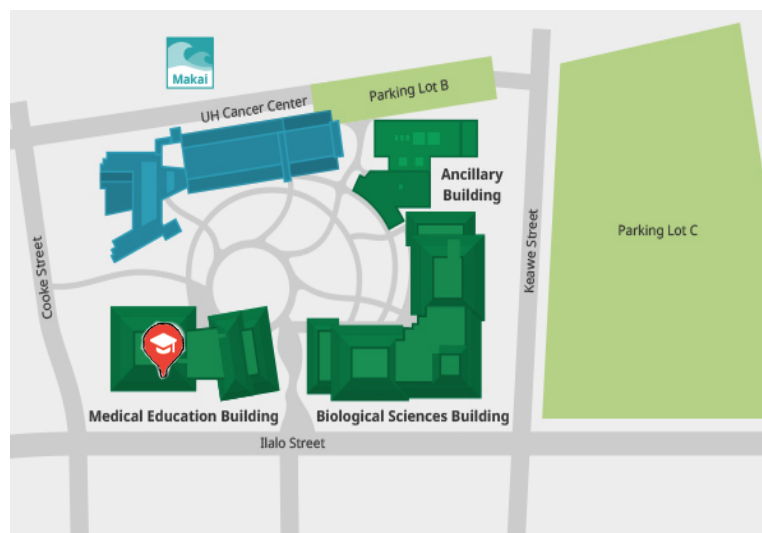 Makai
UH Cancer Center
Parking Lot B
Ancillary
Building
Parking Lot C
Cooke Street
Keawe Street
Medical Education Building
Biological Sciences Building
Ilalo Street